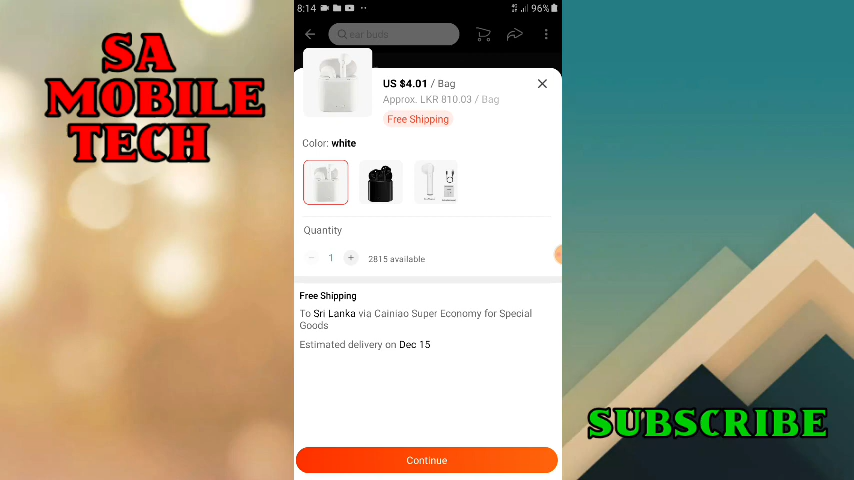 SA
MOBILE
TECH
8:14
96%
ear buds
US $4.01 / Bag
Approx. LKR 810.03 / Bag
Free Shipping
Color: white
Quantity
1
2815 available
Free Shipping
To Sri Lanka via Cainiao Super Economy for Special
Goods
Estimated delivery on Dec 15
Continue
SUBSCRIBE